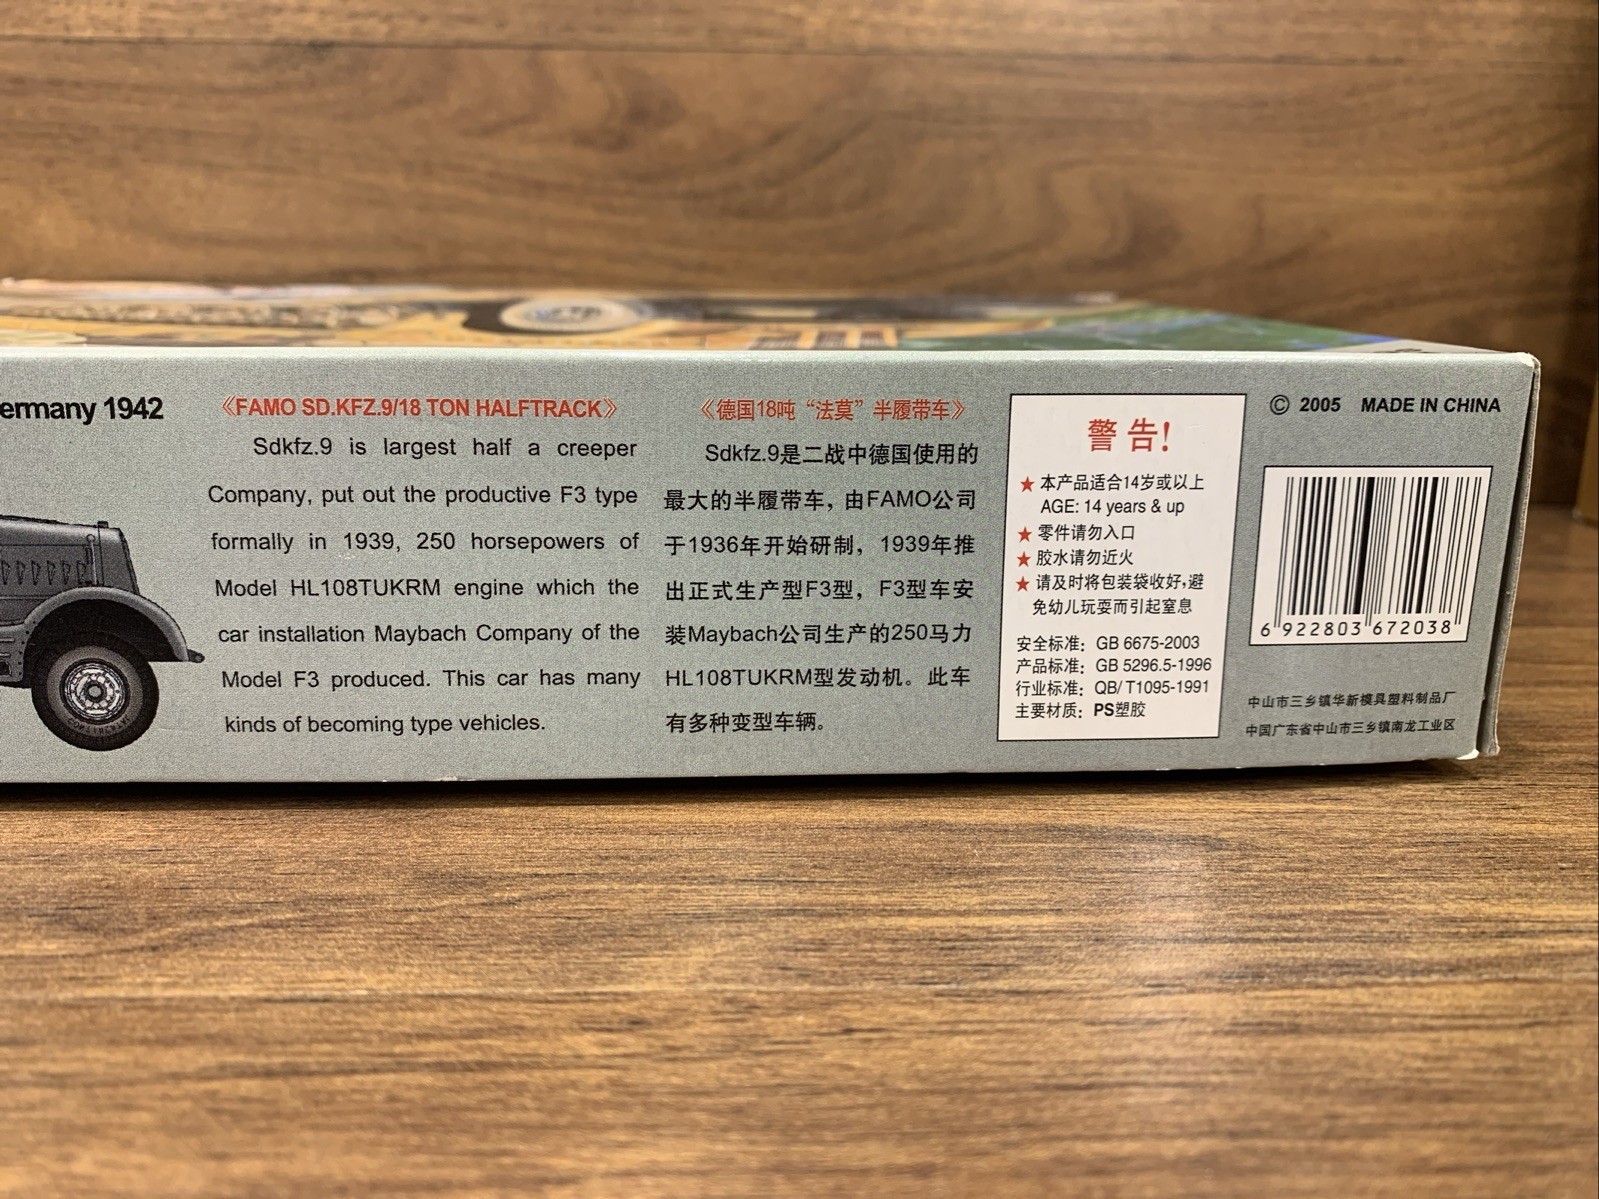 ermany 1942
《FAMO SD.KFZ.9/18 TON HALFTRACK》
Sdkfz.9 is largest half a creeper
Company, put out the productive F3 type
formally in 1939, 250 horsepowers of
Model HL108TUKRM engine which the
car installation Maybach Company of the
Model F3 produced. This car has many
kinds of becoming type vehicles.
《德国18吨“法莫”半履带车》
Sdkfz.9是二战中德国使用的
最大的半履带车，由FAMO公司
于1936年开始研制，1939年推
出正式生产型F3型，F3型车安
装Maybach公司生产的250马力
HL108TUKRM型发动机。此车
有多种变型车辆。
警告!
★ 本产品适合14岁或以上
AGE: 14 years & up
★ 零件请勿入口
★ 胶水请勿近火
★ 请及时将包装袋收好,避
免幼儿玩耍而引起窒息
安全标准：GB 6675-2003
产品标准：GB 5296.5-1996
行业标准：QB/T1095-1991
主要材质：PS塑胶
© 2005 MADE IN CHINA
6 922803 672038
中山市三乡镇华新模具塑料制品厂
中国广东省中山市三乡镇南龙工业区